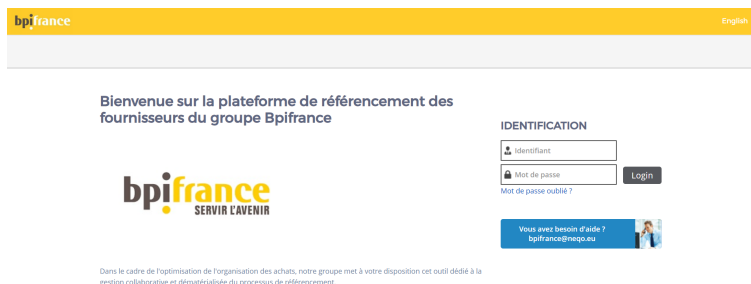 bpifrance
English
Bienvenue sur la plateforme de référencement des
fournisseurs du groupe Bpifrance
bpifrance
SERVIR L'AVENIR
Dans le cadre de l'optimisation de l'organisation des achats, notre groupe met à votre disposition cet outil dédié à la
gestion collaborative et dématérialisée du processus de référencement.
IDENTIFICATION
Identifiant
Mot de passe
Login
Mot de passe oublié ?
Vous avez besoin d'aide ?
bpifrance@neqo.eu